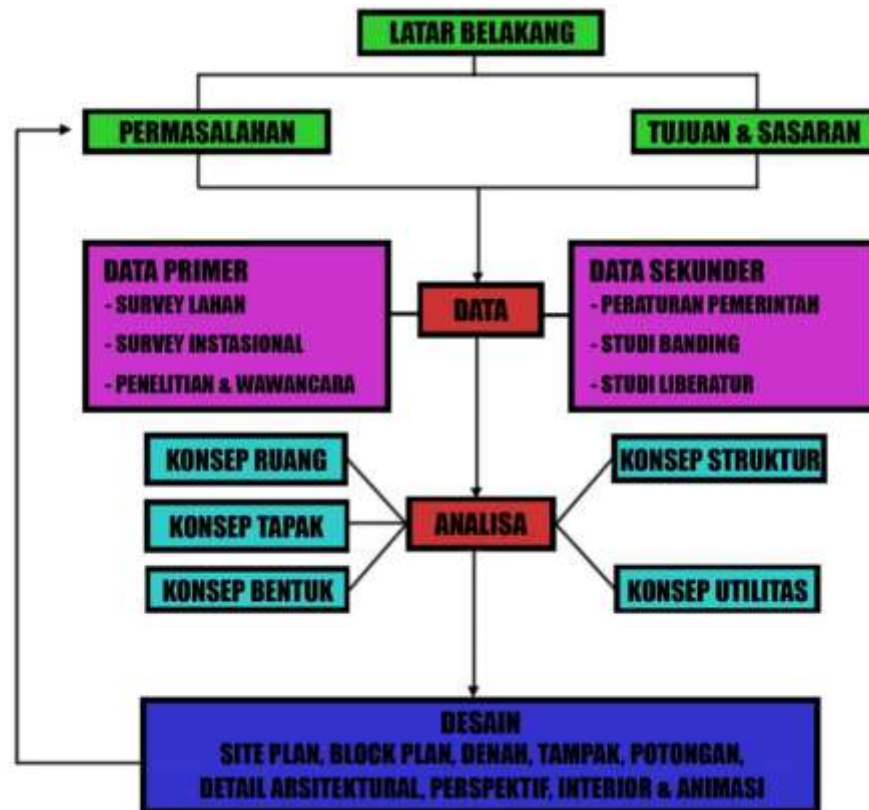 LATAR BELAKANG
PERMASALAHAN
TUJUAN & SASARAN
DATA PRIMER
- SURVEY LAHAN
- SURVEY INSTASIONAL
- PENELITIAN & WAWANCARA
DATA
DATA SEKUNDER
- PERATURAN PEMERINTAH
- STUDI BANDING
- STUDI LIBERATUR
KONSEP RUANG
KONSEP TAPAK
KONSEP BENTUK
ANALISA
KONSEP STRUKTUR
KONSEP UTILITAS
DESAIN
SITE PLAN, BLOCK PLAN, DENAH, TAMPAK, POTONGAN,
DETAIL ARSITEKTURAL, PERSPEKTIF, INTERIOR & ANIMASI